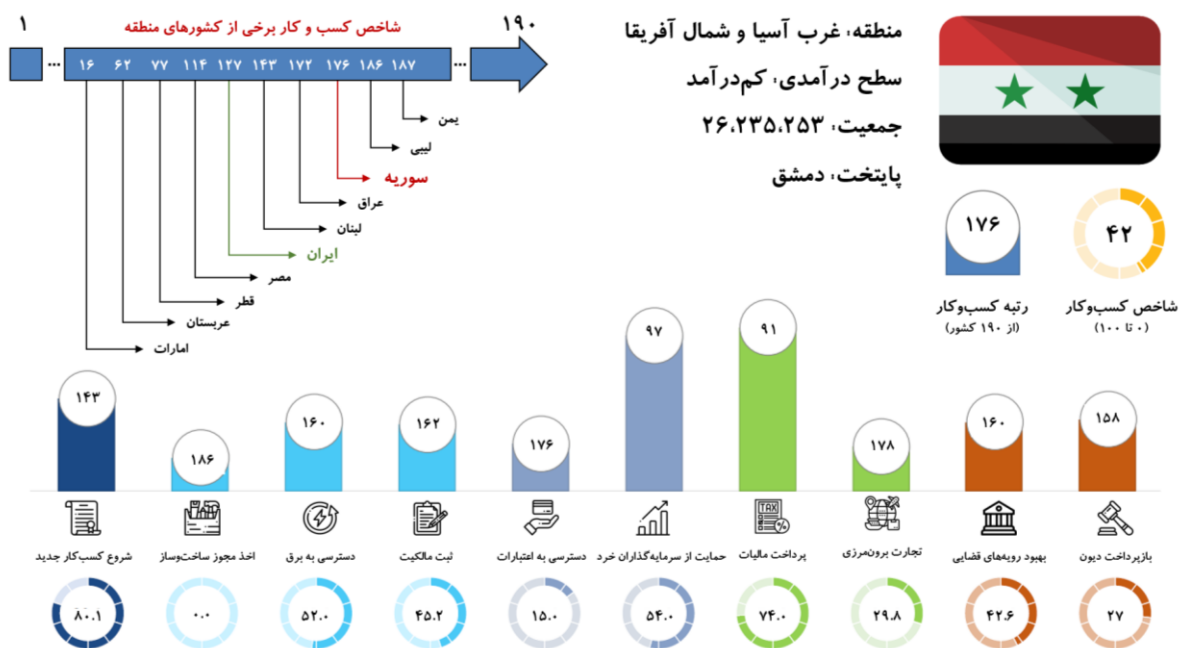 ۱
شاخص کسب و کار برخی از کشورهای منطقه
۱۹۰
... ۱۶ ۶۲ ۷۷ ۱۱۴ ۱۲۷ ۱۴۳ ۱۷۲ ۱۷۶ ۱۸۶ ۱۸۷ ...
یمن
لیبی
سوریه
عراق
لبنان
ایران
مصر
قطر
عربستان
امارات
منطقه: غرب آسیا و شمال آفریقا
سطح درآمدی: کم‌درآمد
جمعیت: ۲۶،۲۳۵،۲۵۳
پایتخت: دمشق
۴۲
شاخص کسب‌وکار
(۰ تا ۱۰۰)
۱۷۶
رتبه کسب‌وکار
(از ۱۹۰ کشور)
۱۴۳
۱۸۶
۱۶۰
۱۶۲
۱۷۶
۹۷
۹۱
۱۷۸
۱۶۰
۱۵۸
TAX
%
شروع کسب‌کار جدید
اخذ مجوز ساخت‌وساز
دسترسی به برق
ثبت مالکیت
دسترسی به اعتبارات
حمایت از سرمایه‌گذاران خرد
پرداخت مالیات
تجارت برون‌مرزی
بهبود رویه‌های قضایی
بازپرداخت دیون
۸۰.۱
۰.۰
۵۲.۰
۴۵.۲
۱۵.۰
۵۴.۰
۷۴.۰
۲۹.۸
۴۲.۶
۲۷